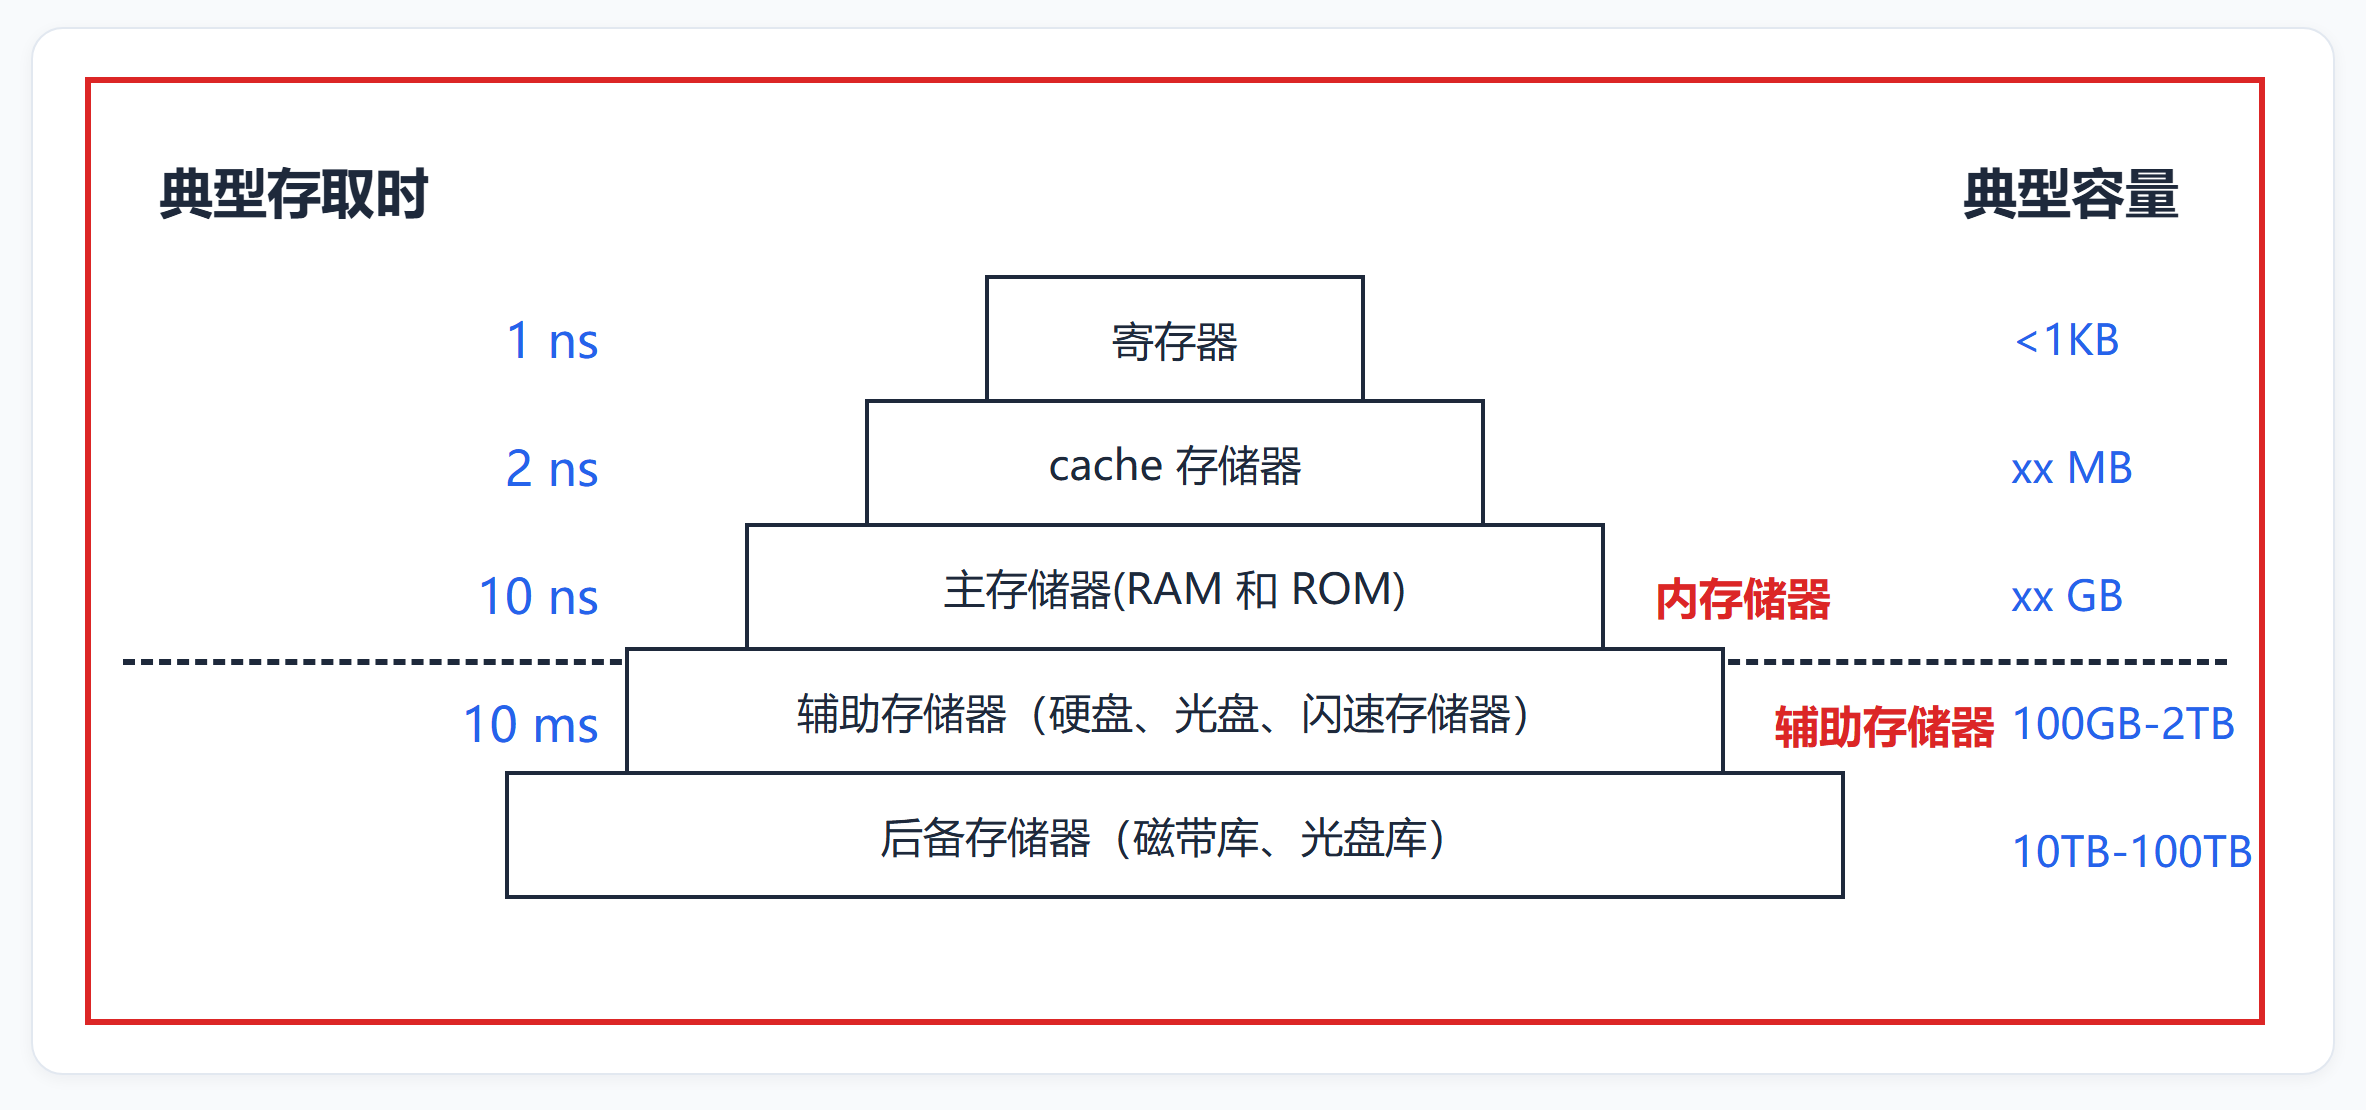 典型存取时 典型容量
1 ns 寄存器 <1KB
2 ns cache 存储器 xx MB
10 ns 主存储器(RAM 和 ROM) 内存储器 xx GB
10 ms 辅助存储器（硬盘、光盘、闪速存储器） 辅助存储器 100GB-2TB
后备存储器（磁带库、光盘库） 10TB-100TB